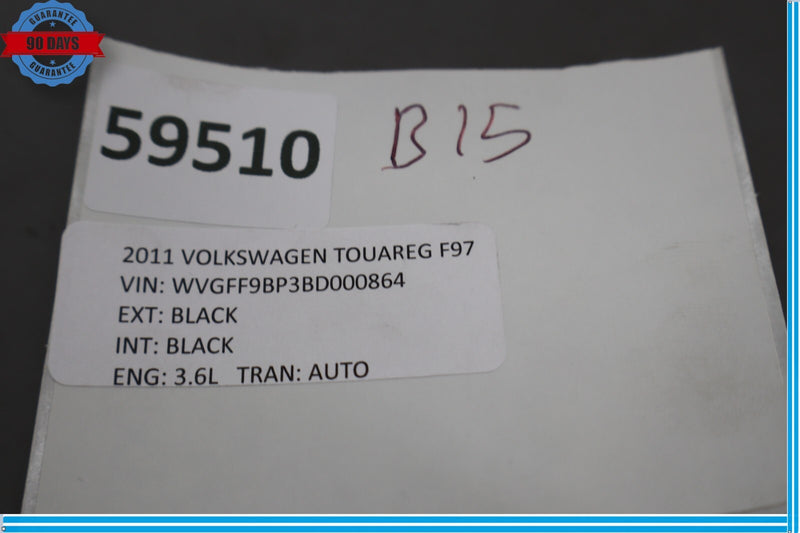 GUARANTEE
90 DAYS
GUARANTEE
59510
B15
2011 VOLKSWAGEN TOUAREG F97
VIN: WVGFF9BP3BD000864
EXT: BLACK
INT: BLACK
ENG: 3.6L TRAN: AUTO